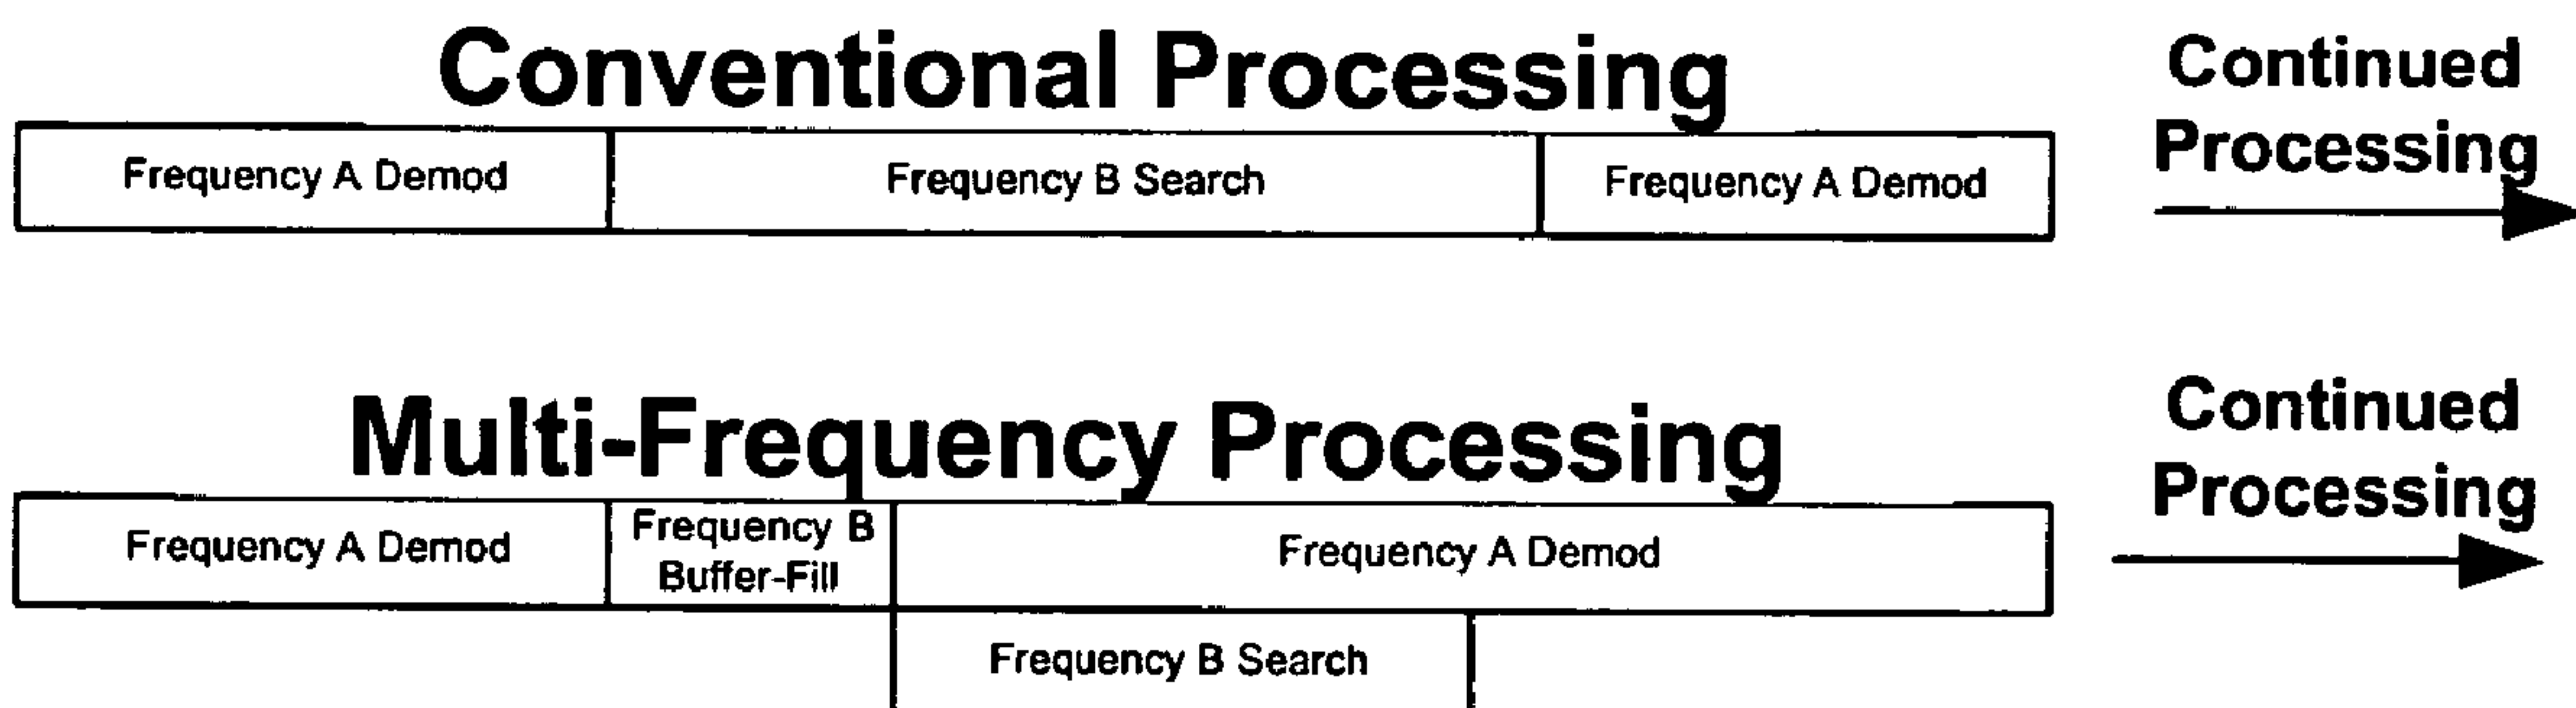 Conventional Processing
Continued
Processing
Frequency A Demod
Frequency B Search
Frequency A Demod
Multi-Frequency Processing
Continued
Processing
Frequency A Demod
Frequency B
Buffer-Fill
Frequency A Demod
Frequency B Search